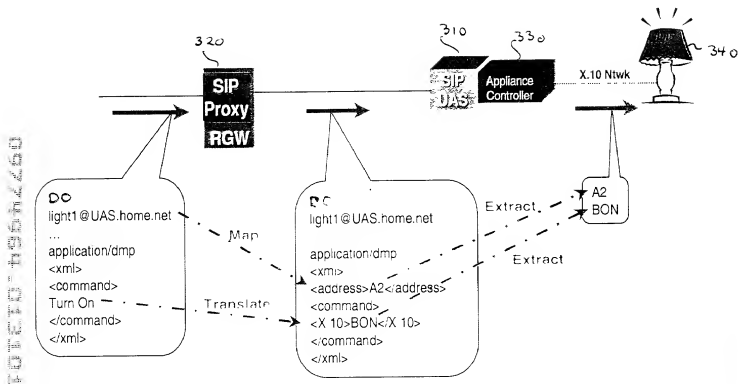 320
310
330
340
SIP
Proxy
RGW
SIP
UAS
Appliance
Controller
X.10 Ntwk
DO
light1@UAS.home.net
...
application/dmp
<xml>
<command>
Turn On
</command>
</xml>
Map
Translate
light1@UAS.home.net
application/dmp
<xml>
<address>A2</address>
<command>
<X 10>BON</X 10>
</command>
</xml>
Extract
Extract
A2
BON